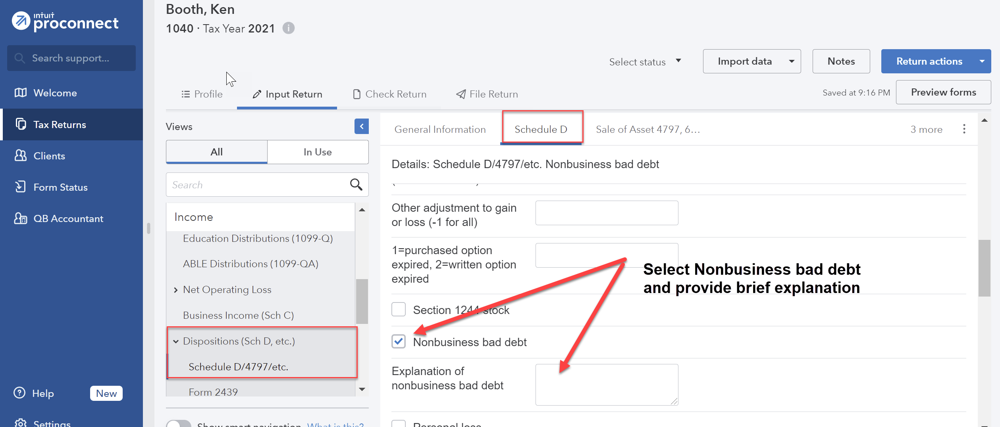 intuit
proconnect
Search support...
Welcome
Tax Returns
Clients
Form Status
QB Accountant
Help New
Settings
Booth, Ken
1040 · Tax Year 2021
Select status
Import data
Notes
Return actions
Profile
Input Return
Check Return
File Return
Saved at 9:16 PM
Preview forms
Views
All In Use
Search
Income
Education Distributions (1099-Q)
ABLE Distributions (1099-QA)
Net Operating Loss
Business Income (Sch C)
Dispositions (Sch D, etc.)
Schedule D/4797/etc.
Form 2439
Show smart navigation What is this?
General Information Schedule D Sale of Asset 4797, 6... 3 more
Details: Schedule D/4797/etc. Nonbusiness bad debt
Other adjustment to gain
or loss (-1 for all)
1=purchased option
expired, 2=written option
expired
Select Nonbusiness bad debt
and provide brief explanation
Section 1244 stock
Nonbusiness bad debt
Explanation of
nonbusiness bad debt
Personal loss